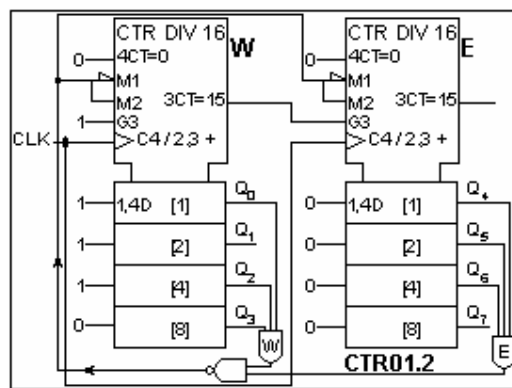 CTR DIV 16 W CTR DIV 16 E
0 4CT=0 0 4CT=0
M1 M1
M2 3CT=15 M2 3CT=15
1 G3 G3
CLK C4/2,3 + C4/2,3 +
1 1,4D [1] Q0 0 1,4D [1] Q4
1 [2] Q1 0 [2] Q5
1 [4] Q2 0 [4] Q6
0 [8] Q3 W 0 [8] Q7 E
CTR01.2